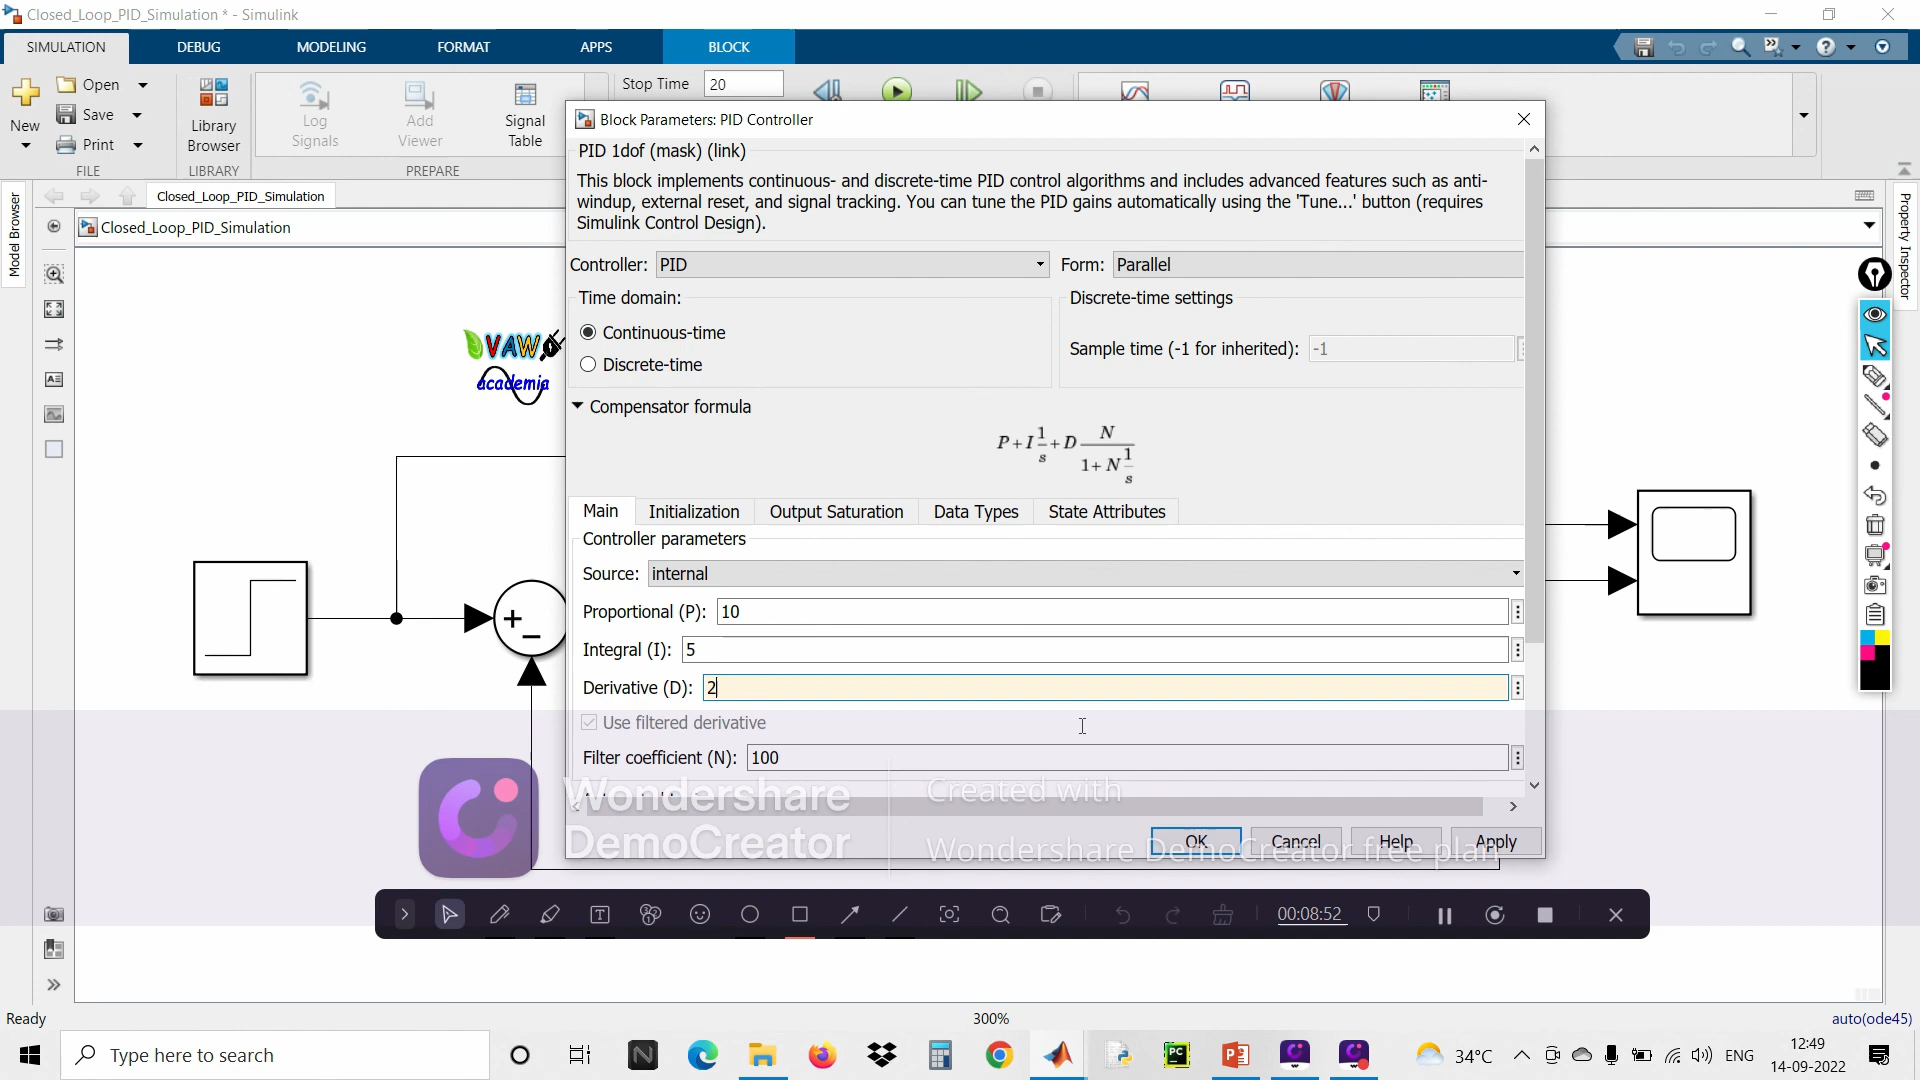 Closed_Loop_PID_Simulation * - Simulink
SIMULATION DEBUG MODELING FORMAT APPS BLOCK
New
Open
Save
Print
FILE
Library
Browser
LIBRARY
Log
Signals
Add
Viewer
Signal
Table
PREPARE
Stop Time 20
Model Browser
Closed_Loop_PID_Simulation
Closed_Loop_PID_Simulation
Property Inspector
VAW
academia
Block Parameters: PID Controller
PID 1dof (mask) (link)
This block implements continuous- and discrete-time PID control algorithms and includes advanced features such as anti-
windup, external reset, and signal tracking. You can tune the PID gains automatically using the 'Tune...' button (requires
Simulink Control Design).
Controller: PID Form: Parallel
Time domain:
Continuous-time
Discrete-time
Discrete-time settings
Sample time (-1 for inherited): -1
Compensator formula
P+I 1/s +D N/(1+N 1/s)
Main Initialization Output Saturation Data Types State Attributes
Controller parameters
Source: internal
Proportional (P): 10
Integral (I): 5
Derivative (D): 2
Use filtered derivative
Filter coefficient (N): 100
OK Cancel Help Apply
Wondershare
DemoCreator
Created with
Wondershare DemoCreator free plan
00:08:52
Ready 300% auto(ode45)
Type here to search
34°C ENG
12:49
14-09-2022